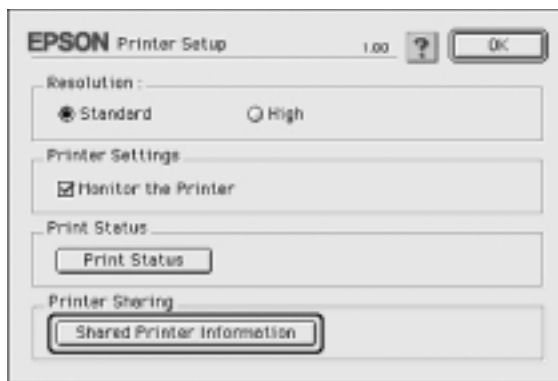 EPSON Printer Setup 1.00 ? OK
Resolution :
Standard High
Printer Settings
Monitor the Printer
Print Status
Print Status
Printer Sharing
Shared Printer Information